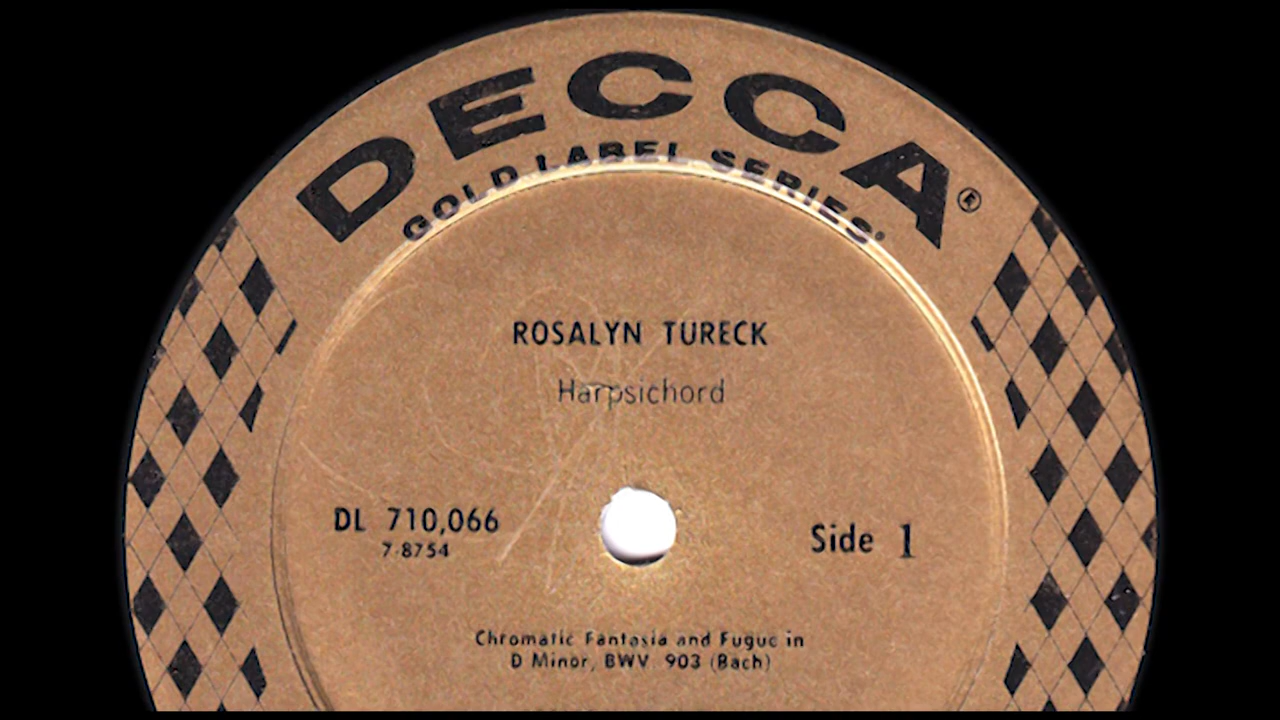 DECCA®
GOLD LABEL SERIES
ROSALYN TURECK
Harpsichord
DL 710,066
7-8754
Side 1
Chromatic Fantasia and Fugue in
D Minor, BWV. 903 (Bach)